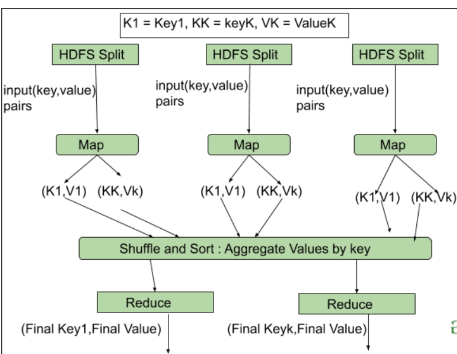 K1 = Key1, KK = keyK, VK = ValueK
HDFS Split
HDFS Split
HDFS Split
input(key,value)
pairs
input(key,value)
pairs
input(key,value)
pairs
Map
Map
Map
(K1,V1)
(KK,Vk)
(K1,V1)
(KK,Vk)
(K1,V1)
(KK,Vk)
Shuffle and Sort : Aggregate Values by key
Reduce
Reduce
(Final Key1,Final Value)
(Final Keyk,Final Value)